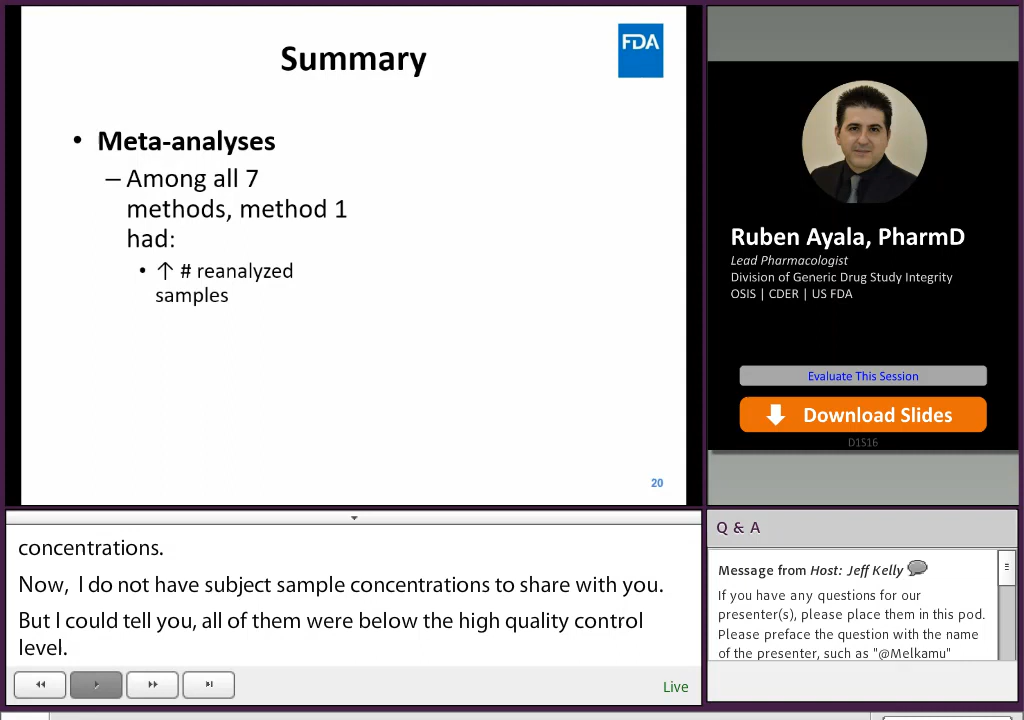 Summary
FDA
• Meta-analyses
– Among all 7
methods, method 1
had:
• ↑ # reanalyzed
samples
20
Ruben Ayala, PharmD
Lead Pharmacologist
Division of Generic Drug Study Integrity
OSIS | CDER | US FDA
Evaluate This Session
Download Slides
D1S16
concentrations.
Now, I do not have subject sample concentrations to share with you.
But I could tell you, all of them were below the high quality control
level.
Live
Q & A
Message from Host: Jeff Kelly
If you have any questions for our
presenter(s), please place them in this pod.
Please preface the question with the name
of the presenter, such as "@Melkamu"